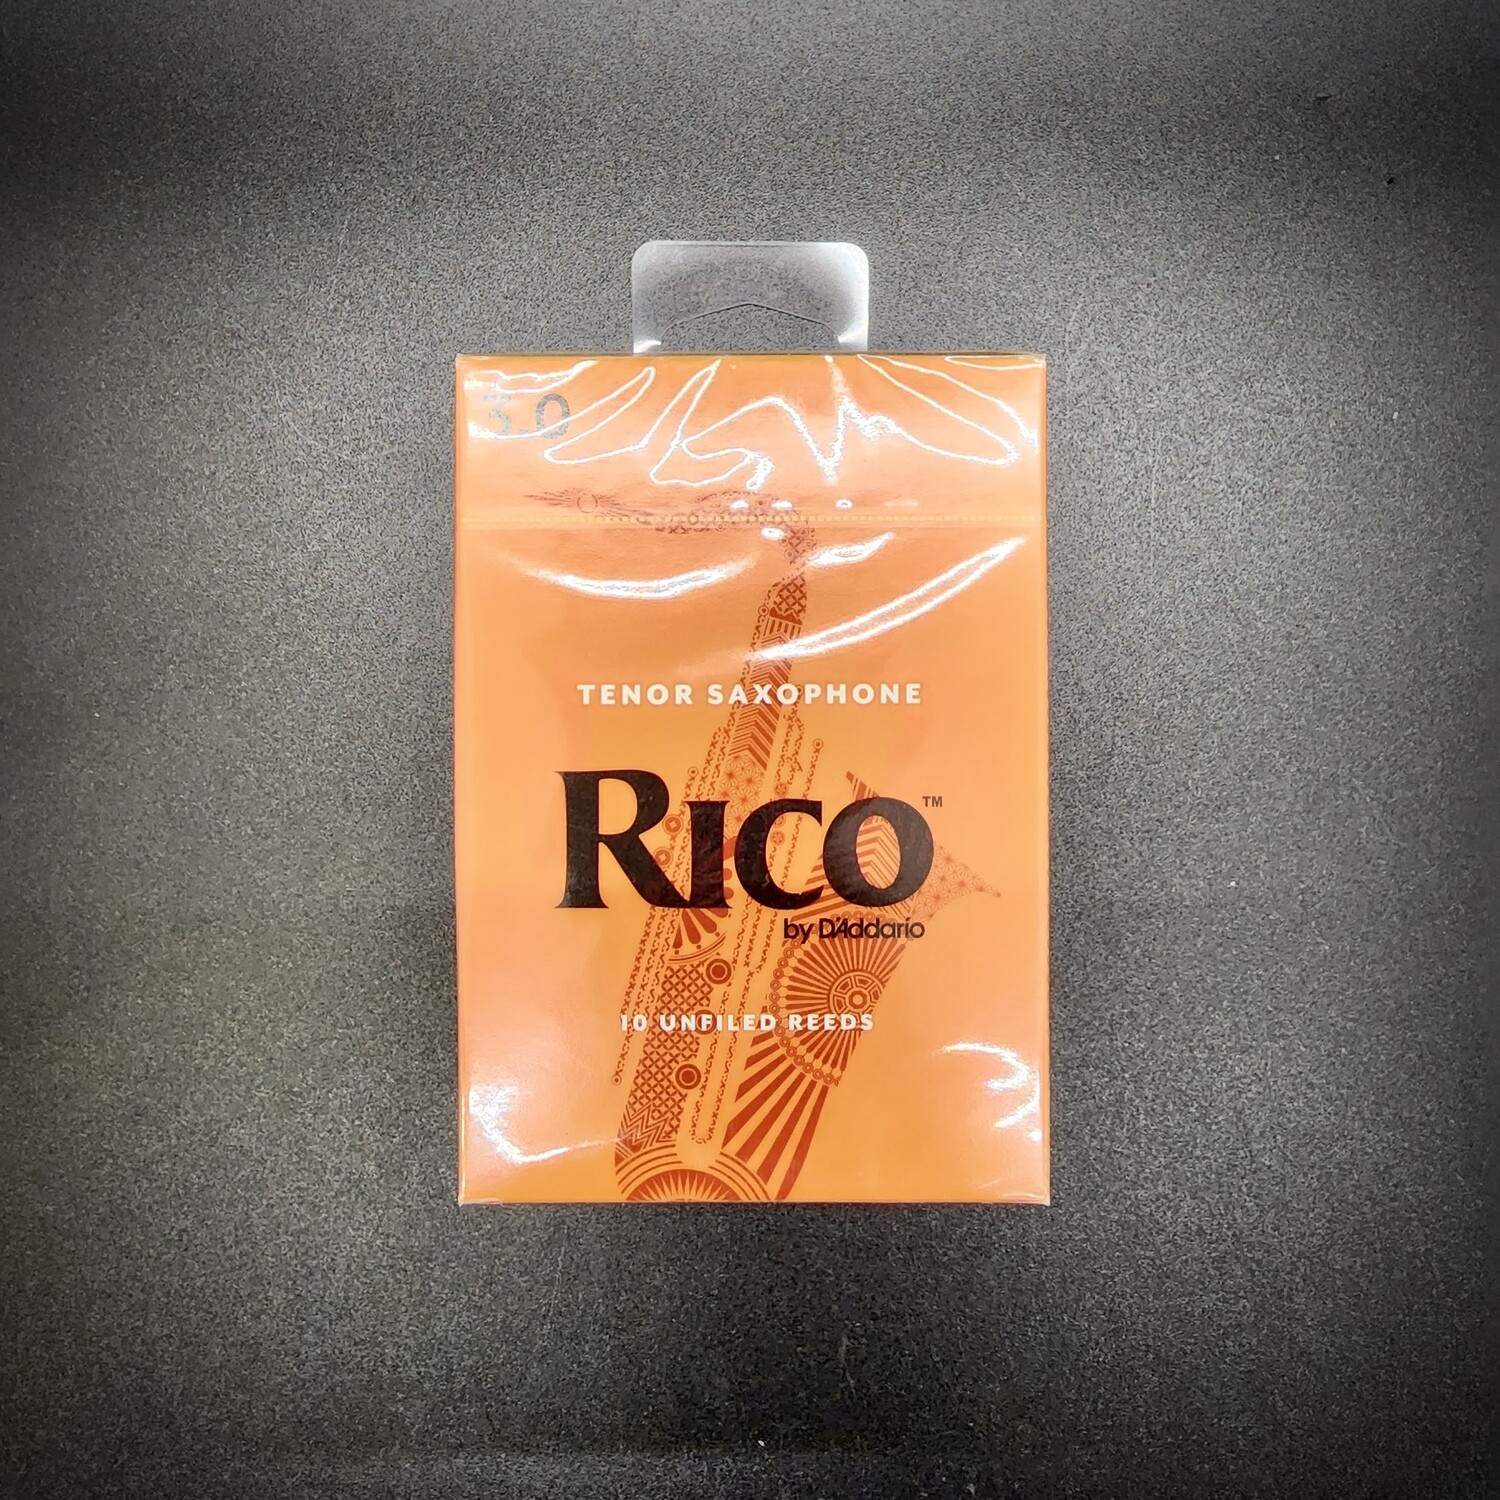 3.0
TENOR SAXOPHONE
RICO™
by D'Addario
10 UNFILED REEDS